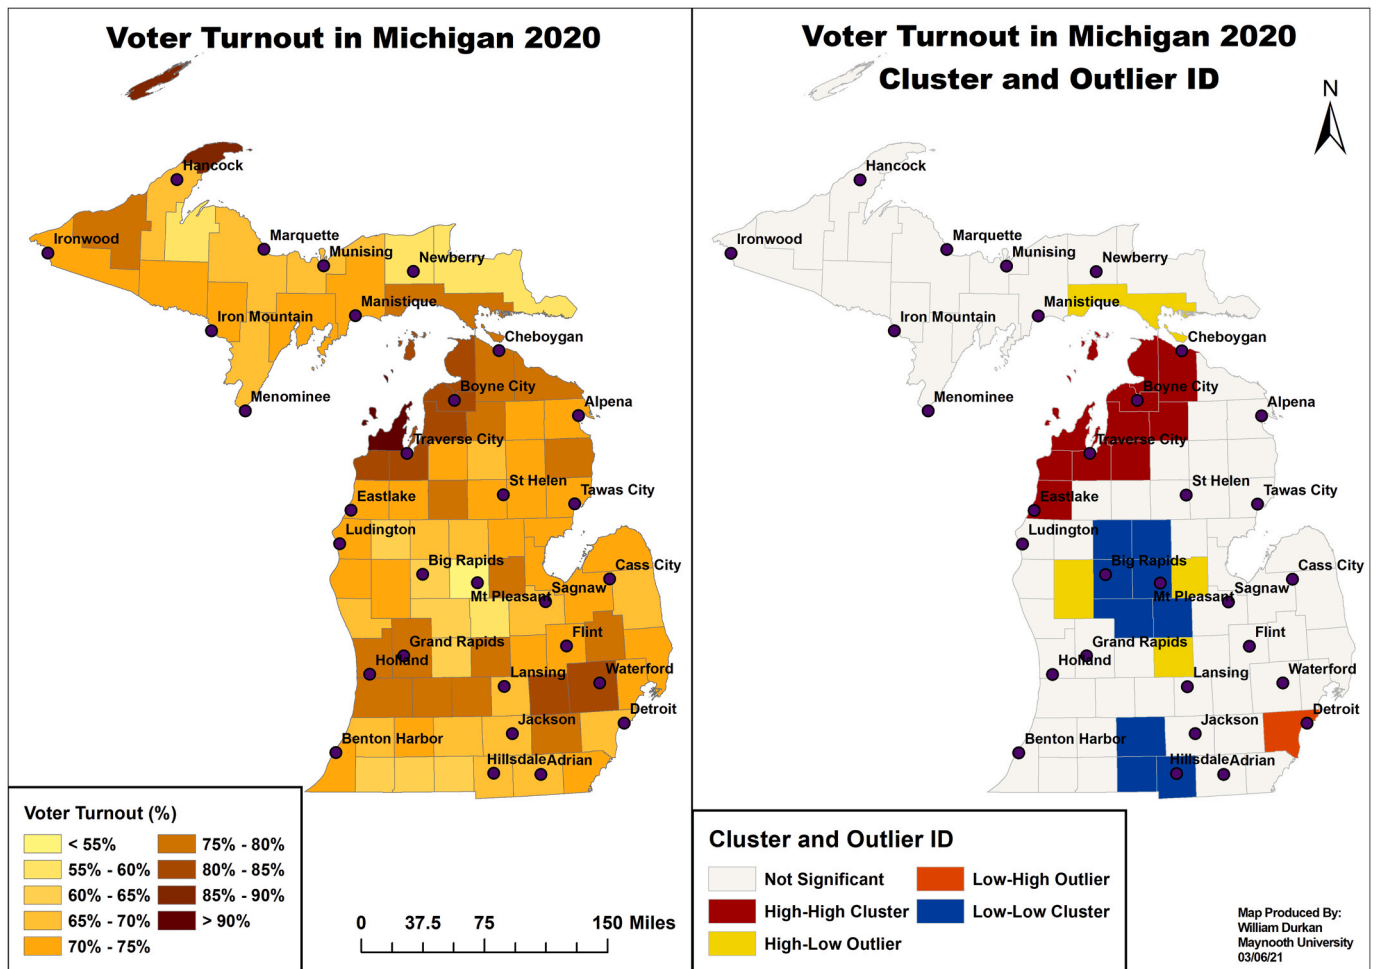 Voter Turnout in Michigan 2020
Hancock
Ironwood
Marquette
Munising
Newberry
Iron Mountain
Manistique
Cheboygan
Menominee
Boyne City
Alpena
Traverse City
Eastlake
St Helen
Tawas City
Ludington
Big Rapids
Cass City
Mt Pleasant
Sagnaw
Grand Rapids
Flint
Holland
Lansing
Waterford
Detroit
Jackson
Benton Harbor
Hillsdale
Adrian
Voter Turnout (%)
< 55%
55% - 60%
60% - 65%
65% - 70%
70% - 75%
75% - 80%
80% - 85%
85% - 90%
> 90%
0 37.5 75 150 Miles
Voter Turnout in Michigan 2020
Cluster and Outlier ID
N
Hancock
Ironwood
Marquette
Munising
Newberry
Iron Mountain
Manistique
Cheboygan
Menominee
Boyne City
Alpena
Traverse City
Eastlake
St Helen
Tawas City
Ludington
Big Rapids
Cass City
Mt Pleasant
Sagnaw
Grand Rapids
Flint
Holland
Lansing
Waterford
Detroit
Jackson
Benton Harbor
Hillsdale
Adrian
Cluster and Outlier ID
Not Significant
High-High Cluster
High-Low Outlier
Low-High Outlier
Low-Low Cluster
Map Produced By:
William Durkan
Maynooth University
03/06/21